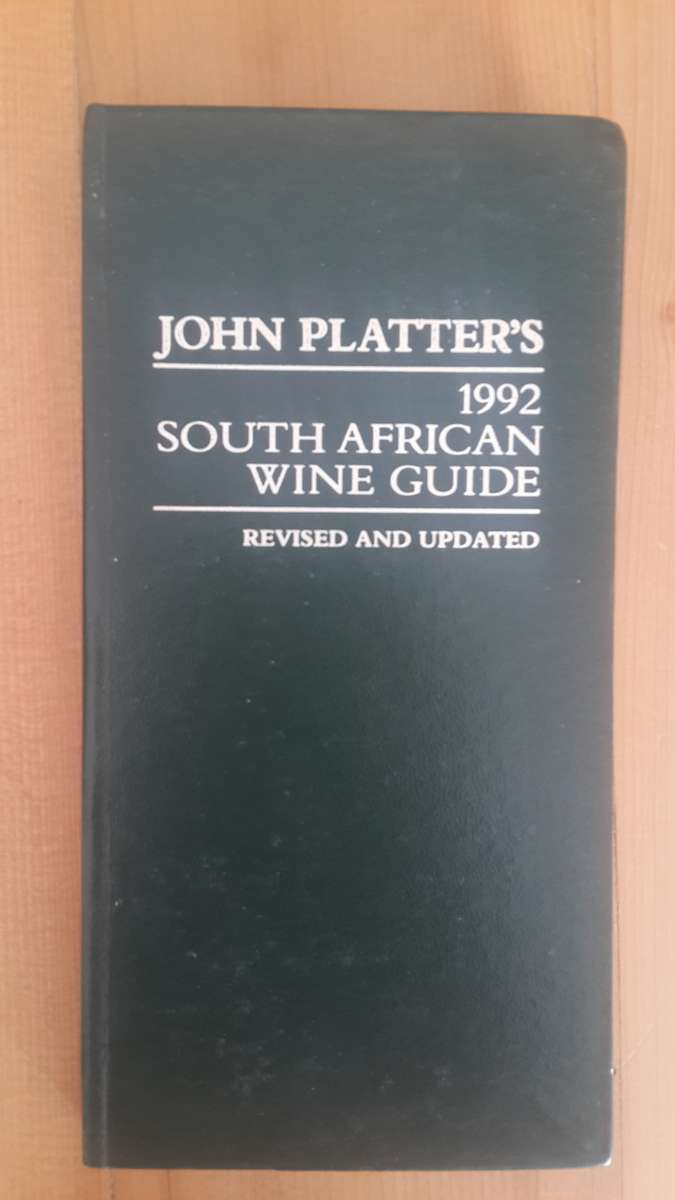 JOHN PLATTER'S
1992
SOUTH AFRICAN
WINE GUIDE
REVISED AND UPDATED